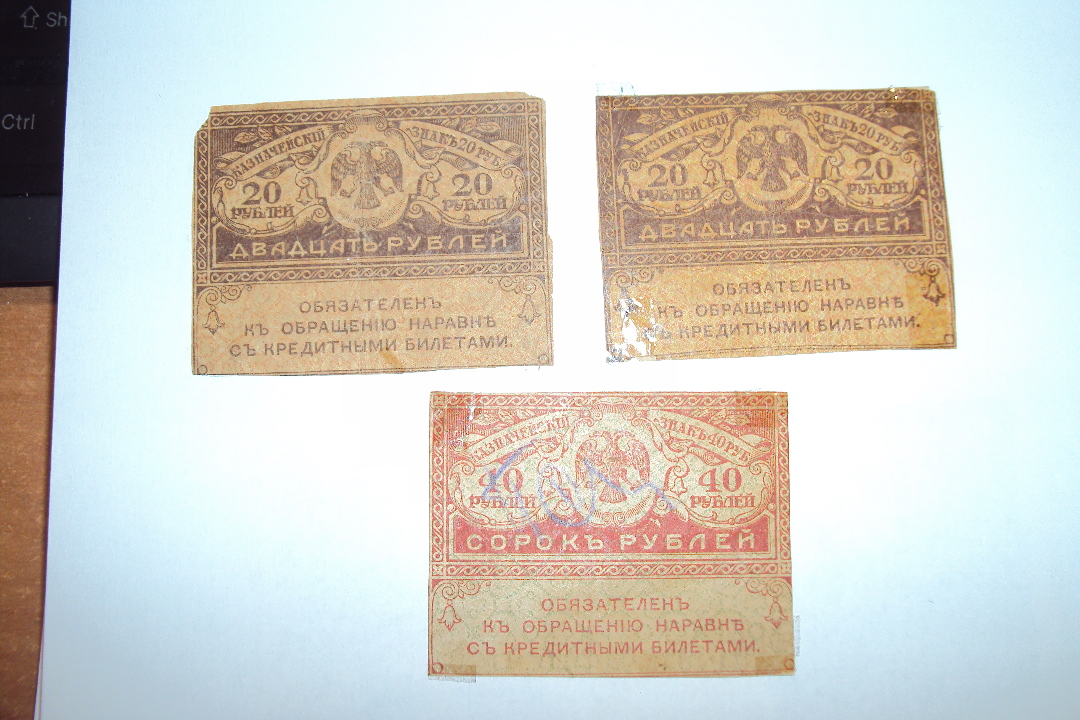 Sh
Ctrl
КАЗНАЧЕЙСКІЙ ЗНАКЪ 20 РУБ.
20 20
РУБЛЕЙ РУБЛЕЙ
ДВАДЦАТЬ РУБЛЕЙ
ОБЯЗАТЕЛЕНЪ
КЪ ОБРАЩЕНІЮ НАРАВНѢ
СЪ КРЕДИТНЫМИ БИЛЕТАМИ.
КАЗНАЧЕЙСКІЙ ЗНАКЪ 20 РУБ.
20 20
РУБЛЕЙ РУБЛЕЙ
ДВАДЦАТЬ РУБЛЕЙ
ОБЯЗАТЕЛЕНЪ
КЪ ОБРАЩЕНІЮ НАРАВНѢ
СЪ КРЕДИТНЫМИ БИЛЕТАМИ.
КАЗНАЧЕЙСКІЙ ЗНАКЪ 40 РУБ.
40 40
РУБЛЕЙ РУБЛЕЙ
СОРОКЪ РУБЛЕЙ
ОБЯЗАТЕЛЕНЪ
КЪ ОБРАЩЕНІЮ НАРАВНѢ
СЪ КРЕДИТНЫМИ БИЛЕТАМИ.